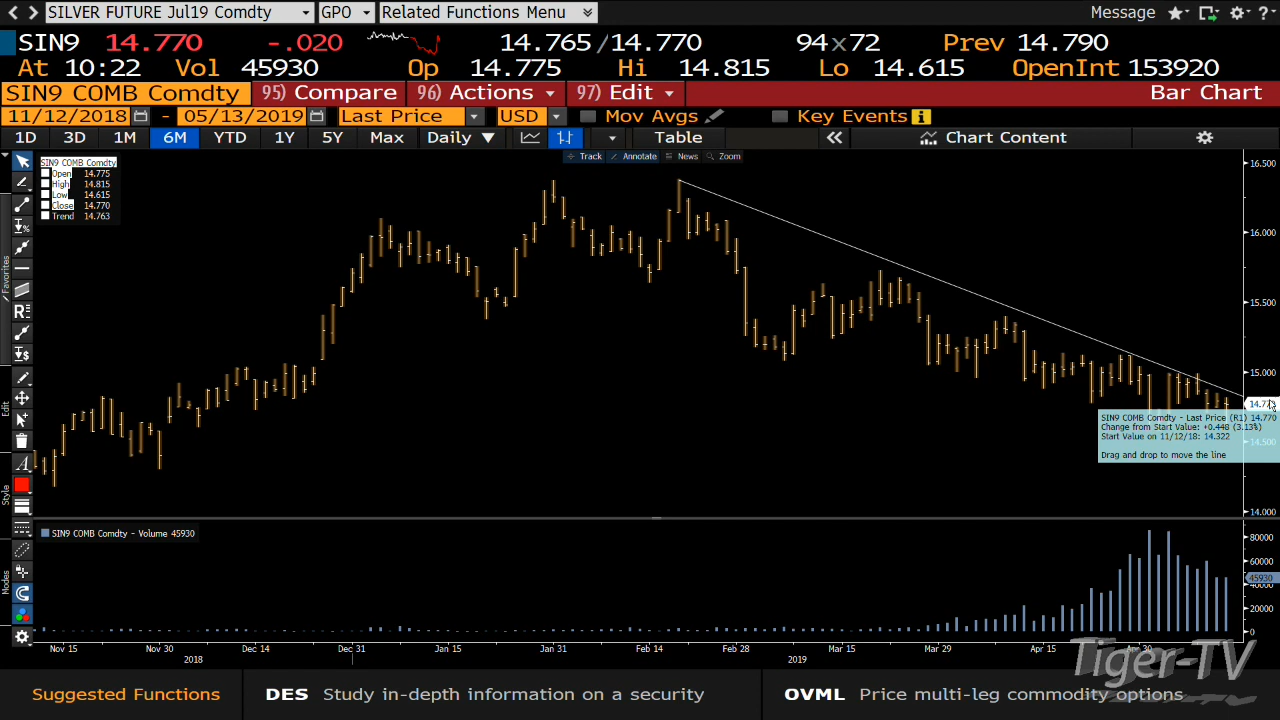 SILVER FUTURE Jul19 Comdty GPO Related Functions Menu Message
SIN9 14.770 -.020 14.765/14.770 94x72 Prev 14.790
At 10:22 Vol 45930 Op 14.775 Hi 14.815 Lo 14.615 OpenInt 153920
SIN9 COMB Comdty 95) Compare 96) Actions 97) Edit Bar Chart
11/12/2018 - 05/13/2019 Last Price USD Mov Avgs Key Events
1D 3D 1M 6M YTD 1Y 5Y Max Daily Table Chart Content
Track Annotate News Zoom
SIN9 COMB Comdty
Open 14.775
High 14.815
Low 14.615
Close 14.770
Trend 14.763
16.500
16.000
15.500
15.000
SIN9 COMB Comdty - Last Price (R1) 14.770
Change from Start Value: +0.448 (3.13%)
Start Value on 11/12/18: 14.322
Drag and drop to move the line
14.500
14.000
Favorites
Edit
Style
Modes
SIN9 COMB Comdty - Volume 45930
80000
60000
45930
40000
20000
0
Nov 15 Nov 30 Dec 14 Dec 31 Jan 15 Jan 31 Feb 14 Feb 28 Mar 15 Mar 29 Apr 15 Apr 30
2018 2019
Tiger-TV
Suggested Functions DES Study in-depth information on a security OVML Price multi-leg commodity options